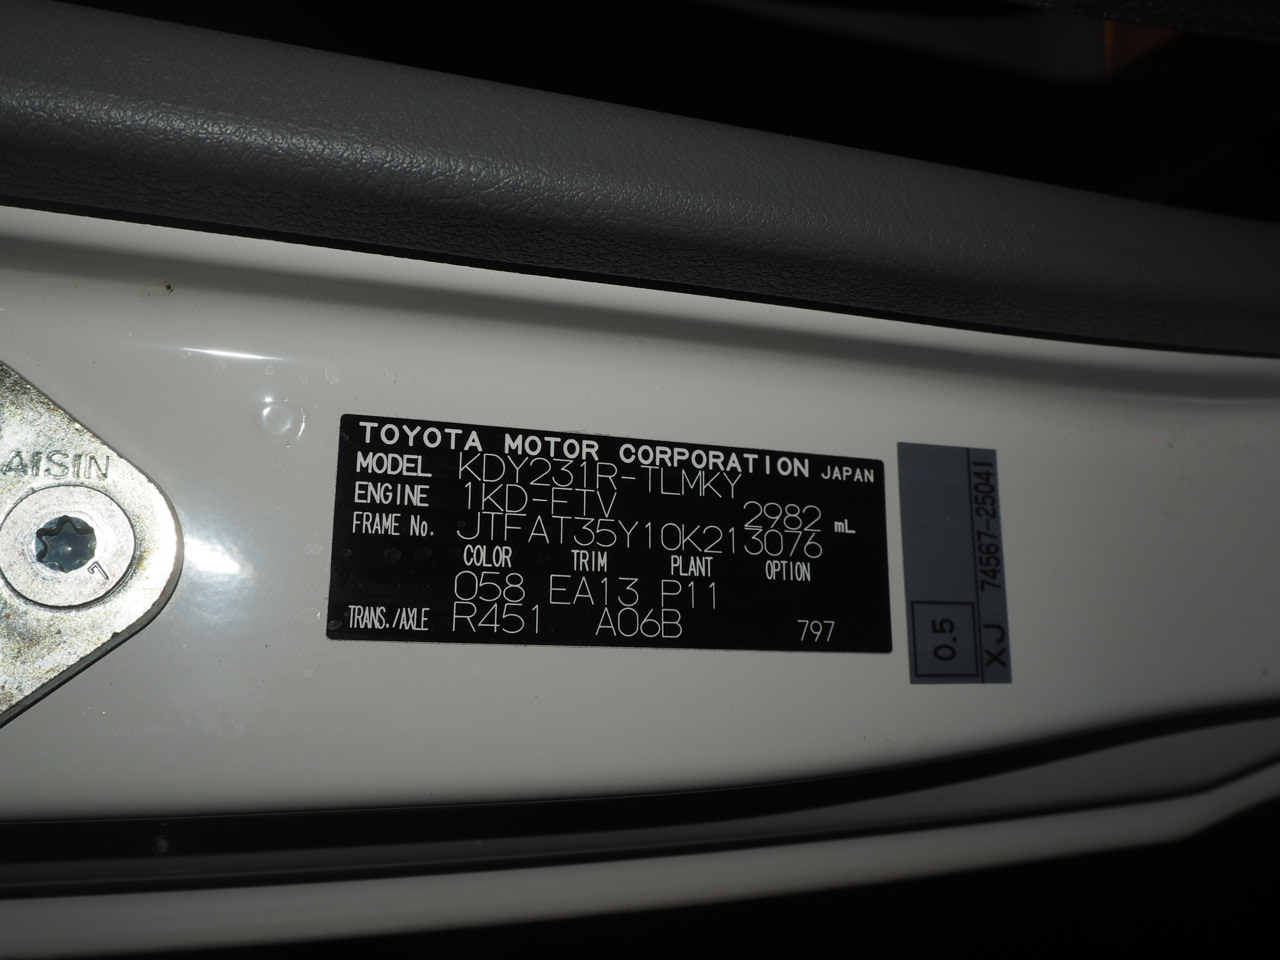 TOYOTA MOTOR CORPORATION JAPAN
MODEL KDY231R-TLMKY
ENGINE 1KD-FTV 2982 mL
FRAME No. JTFAT35Y10K213076
COLOR TRIM PLANT OPTION
058 EA13 P11
TRANS./AXLE R451 A06B 797
AISIN
7
74567-25041
0.5 XJ